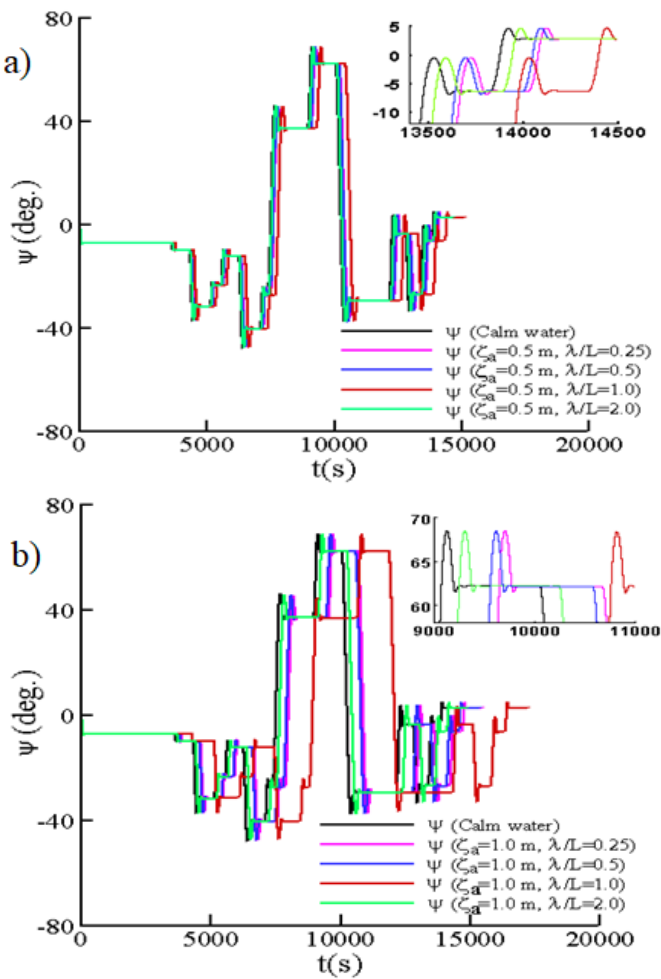 a)
80
40
0
-40
-80
Ψ (deg.)
5
0
-5
-10
13500 14000 14500
Ψ (Calm water)
Ψ (ζa=0.5 m, λ/L=0.25)
Ψ (ζa=0.5 m, λ/L=0.5)
Ψ (ζa=0.5 m, λ/L=1.0)
Ψ (ζa=0.5 m, λ/L=2.0)
0 5000 10000 15000 20000
t(s)
b)
80
40
0
-40
-80
Ψ (deg.)
70
65
60
9000 10000 11000
Ψ (Calm water)
Ψ (ζa=1.0 m, λ/L=0.25)
Ψ (ζa=1.0 m, λ/L=0.5)
Ψ (ζa=1.0 m, λ/L=1.0)
Ψ (ζa=1.0 m, λ/L=2.0)
0 5000 10000 15000 20000
t(s)